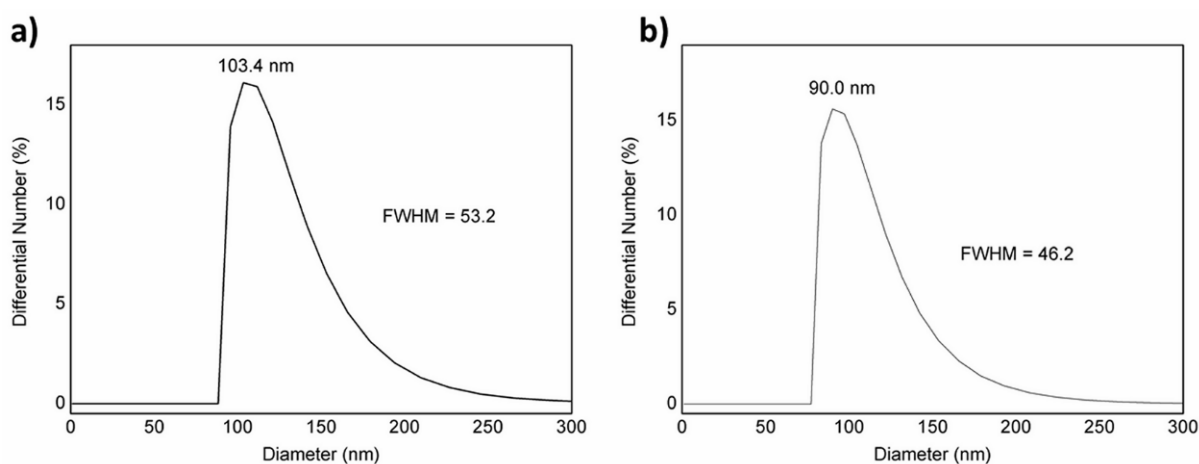 a)
103.4 nm
FWHM = 53.2
Differential Number (%)
15
10
5
0
0 50 100 150 200 250 300
Diameter (nm)
b)
90.0 nm
FWHM = 46.2
Differential Number (%)
15
10
5
0
0 50 100 150 200 250 300
Diameter (nm)